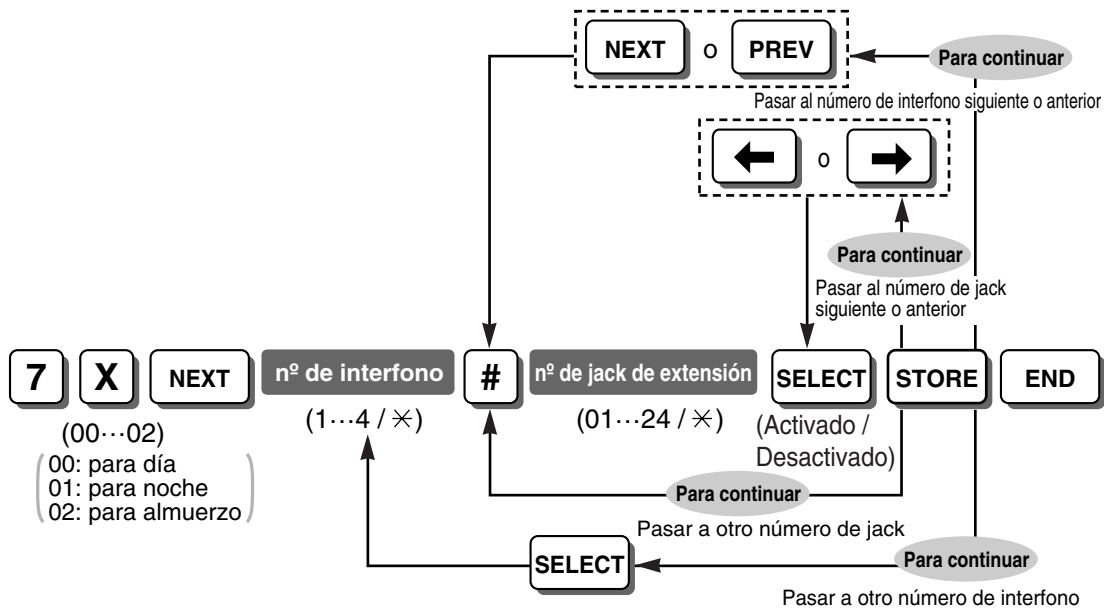 NEXT o PREV
Para continuar
Pasar al número de interfono siguiente o anterior
← o →
Para continuar
Pasar al número de jack
siguiente o anterior
7 X NEXT nº de interfono # nº de jack de extensión SELECT STORE END
(00···02)
(1···4 / ✳)
(01···24 / ✳)
(Activado /
Desactivado)
00: para día
01: para noche
02: para almuerzo
Para continuar
Pasar a otro número de jack
SELECT
Para continuar
Pasar a otro número de interfono